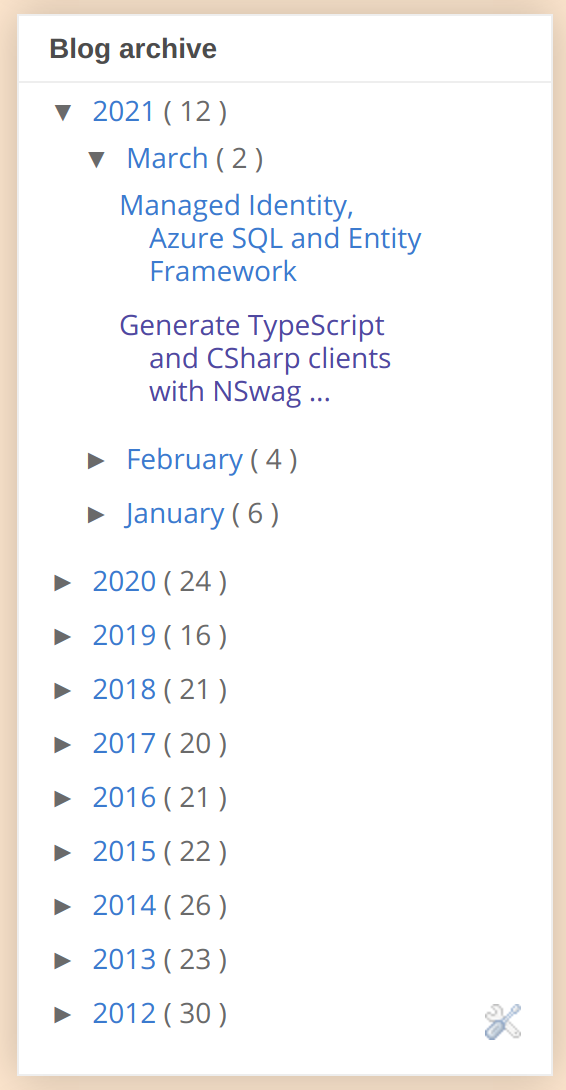 Blog archive
▼ 2021 ( 12 )
▼ March ( 2 )
Managed Identity,
Azure SQL and Entity
Framework
Generate TypeScript
and CSharp clients
with NSwag ...
► February ( 4 )
► January ( 6 )
► 2020 ( 24 )
► 2019 ( 16 )
► 2018 ( 21 )
► 2017 ( 20 )
► 2016 ( 21 )
► 2015 ( 22 )
► 2014 ( 26 )
► 2013 ( 23 )
► 2012 ( 30 )